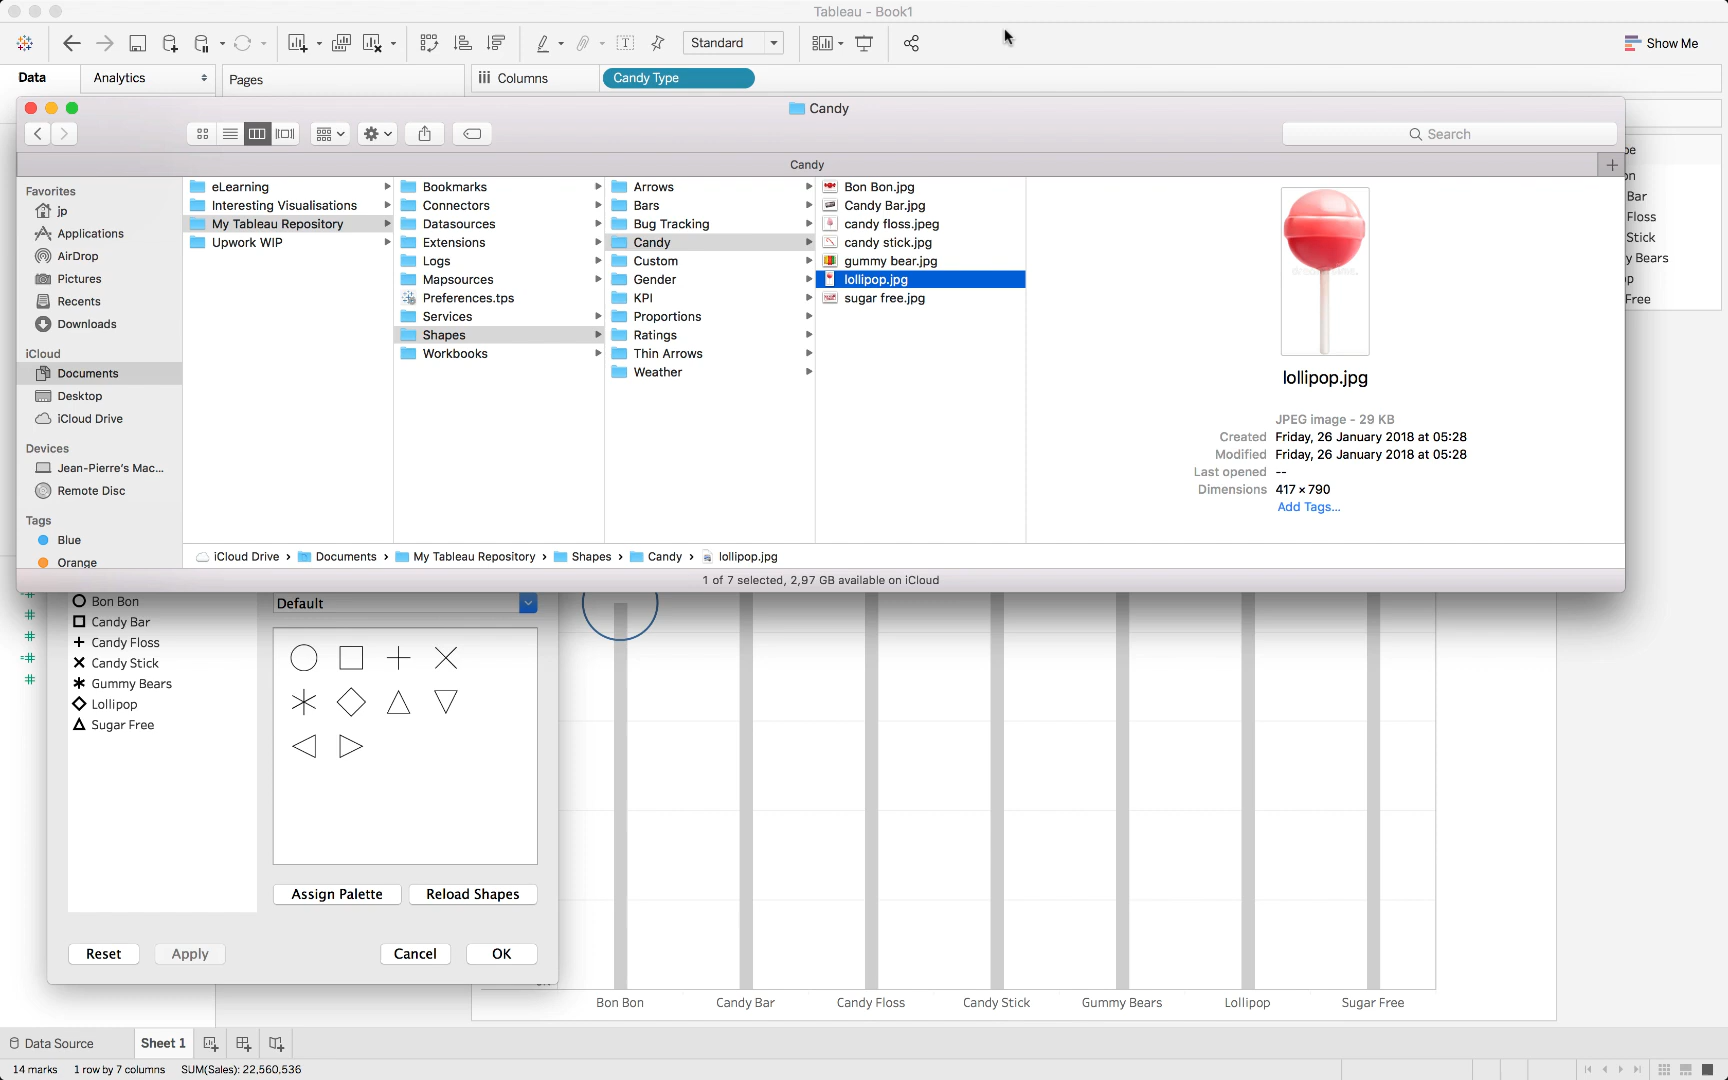 Tableau - Book1
Standard
Show Me
Data
Analytics
Pages
Columns
Candy Type
Candy
Search
Candy
Favorites
jp
Applications
AirDrop
Pictures
Recents
Downloads
iCloud
Documents
Desktop
iCloud Drive
Devices
Jean-Pierre's Mac...
Remote Disc
Tags
Blue
Orange
eLearning
Interesting Visualisations
My Tableau Repository
Upwork WIP
Bookmarks
Connectors
Datasources
Extensions
Logs
Mapsources
Preferences.tps
Services
Shapes
Workbooks
Arrows
Bars
Bug Tracking
Candy
Custom
Gender
KPI
Proportions
Ratings
Thin Arrows
Weather
Bon Bon.jpg
Candy Bar.jpg
candy floss.jpeg
candy stick.jpg
gummy bear.jpg
lollipop.jpg
sugar free.jpg
lollipop.jpg
JPEG image - 29 KB
Created Friday, 26 January 2018 at 05:28
Modified Friday, 26 January 2018 at 05:28
Last opened --
Dimensions 417 × 790
Add Tags...
pe
on
Bar
Floss
Stick
y Bears
p
Free
iCloud Drive › Documents › My Tableau Repository › Shapes › Candy › lollipop.jpg
1 of 7 selected, 2,97 GB available on iCloud
Bon Bon
Candy Bar
Candy Floss
Candy Stick
Gummy Bears
Lollipop
Sugar Free
Default
Assign Palette
Reload Shapes
Reset
Apply
Cancel
OK
Bon Bon
Candy Bar
Candy Floss
Candy Stick
Gummy Bears
Lollipop
Sugar Free
Data Source
Sheet 1
14 marks
1 row by 7 columns
SUM(Sales): 22,560,536